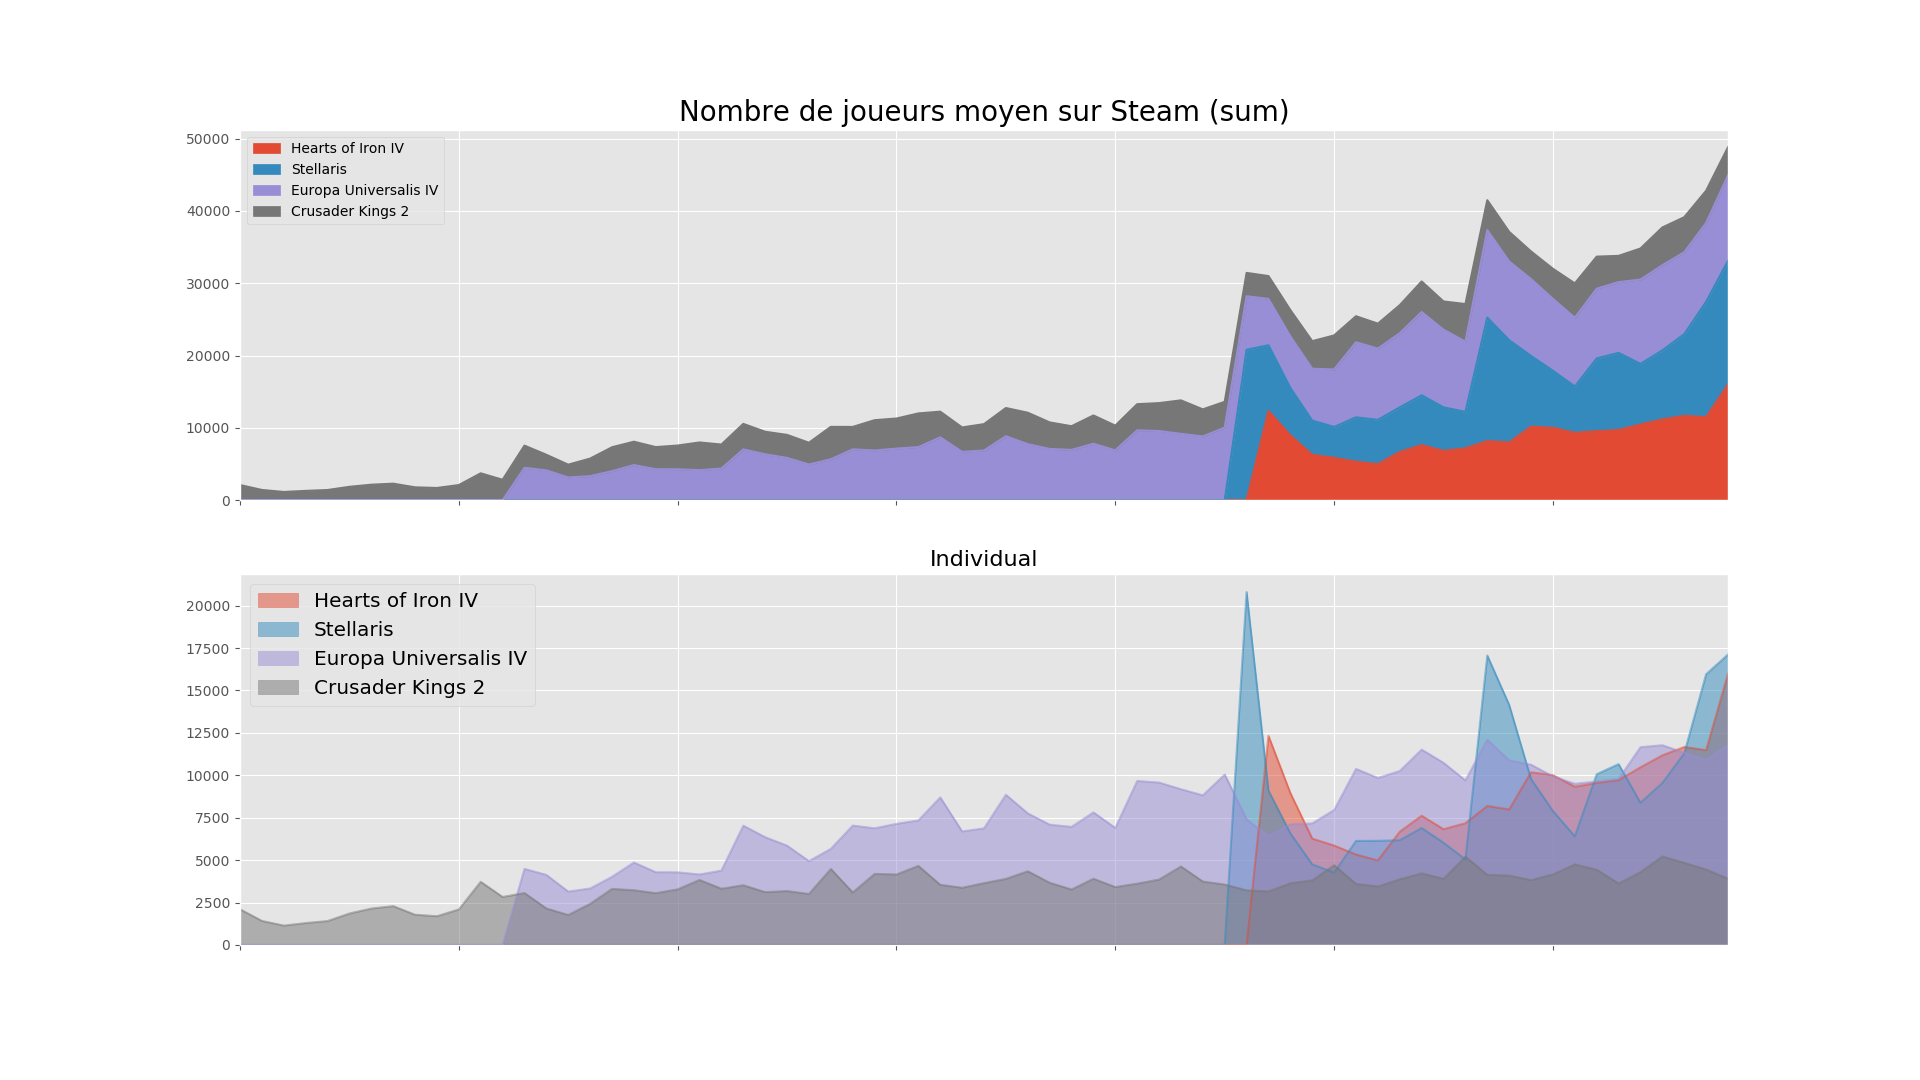 Nombre de joueurs moyen sur Steam (sum)
50000
40000
30000
20000
10000
0
Hearts of Iron IV
Stellaris
Europa Universalis IV
Crusader Kings 2
Individual
20000
17500
15000
12500
10000
7500
5000
2500
0
Hearts of Iron IV
Stellaris
Europa Universalis IV
Crusader Kings 2